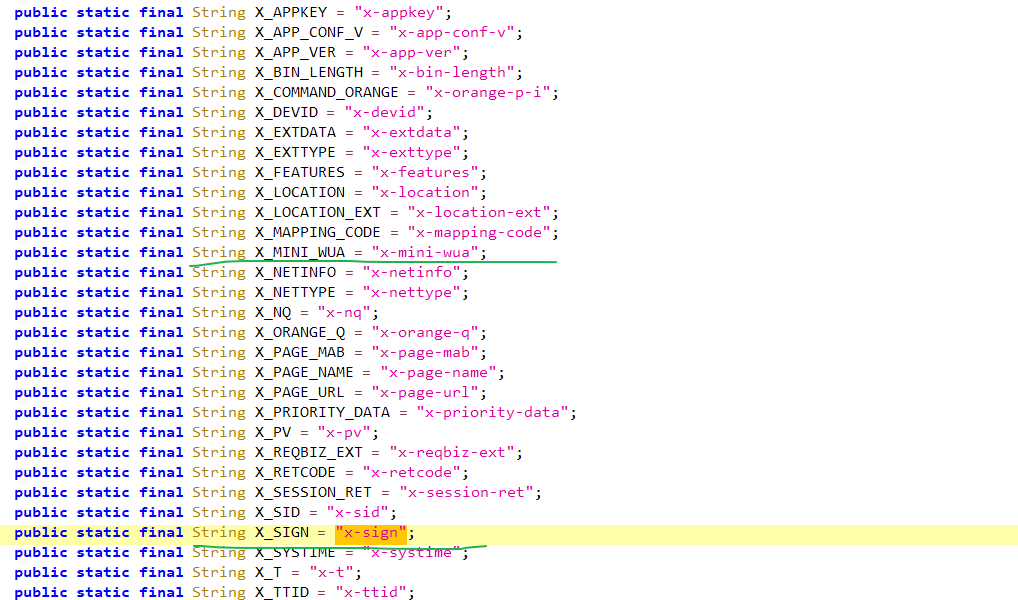 public static final String X_APPKEY = "x-appkey";
public static final String X_APP_CONF_V = "x-app-conf-v";
public static final String X_APP_VER = "x-app-ver";
public static final String X_BIN_LENGTH = "x-bin-length";
public static final String X_COMMAND_ORANGE = "x-orange-p-i";
public static final String X_DEVID = "x-devid";
public static final String X_EXTDATA = "x-extdata";
public static final String X_EXTTYPE = "x-exttype";
public static final String X_FEATURES = "x-features";
public static final String X_LOCATION = "x-location";
public static final String X_LOCATION_EXT = "x-location-ext";
public static final String X_MAPPING_CODE = "x-mapping-code";
public static final String X_MINI_WUA = "x-mini-wua";
public static final String X_NETINFO = "x-netinfo";
public static final String X_NETTYPE = "x-nettype";
public static final String X_NQ = "x-nq";
public static final String X_ORANGE_Q = "x-orange-q";
public static final String X_PAGE_MAB = "x-page-mab";
public static final String X_PAGE_NAME = "x-page-name";
public static final String X_PAGE_URL = "x-page-url";
public static final String X_PRIORITY_DATA = "x-priority-data";
public static final String X_PV = "x-pv";
public static final String X_REQBIZ_EXT = "x-reqbiz-ext";
public static final String X_RETCODE = "x-retcode";
public static final String X_SESSION_RET = "x-session-ret";
public static final String X_SID = "x-sid";
public static final String X_SIGN = "x-sign";
public static final String X_SYSTIME = "x-systime";
public static final String X_T = "x-t";
public static final String X_TTID = "x-ttid";